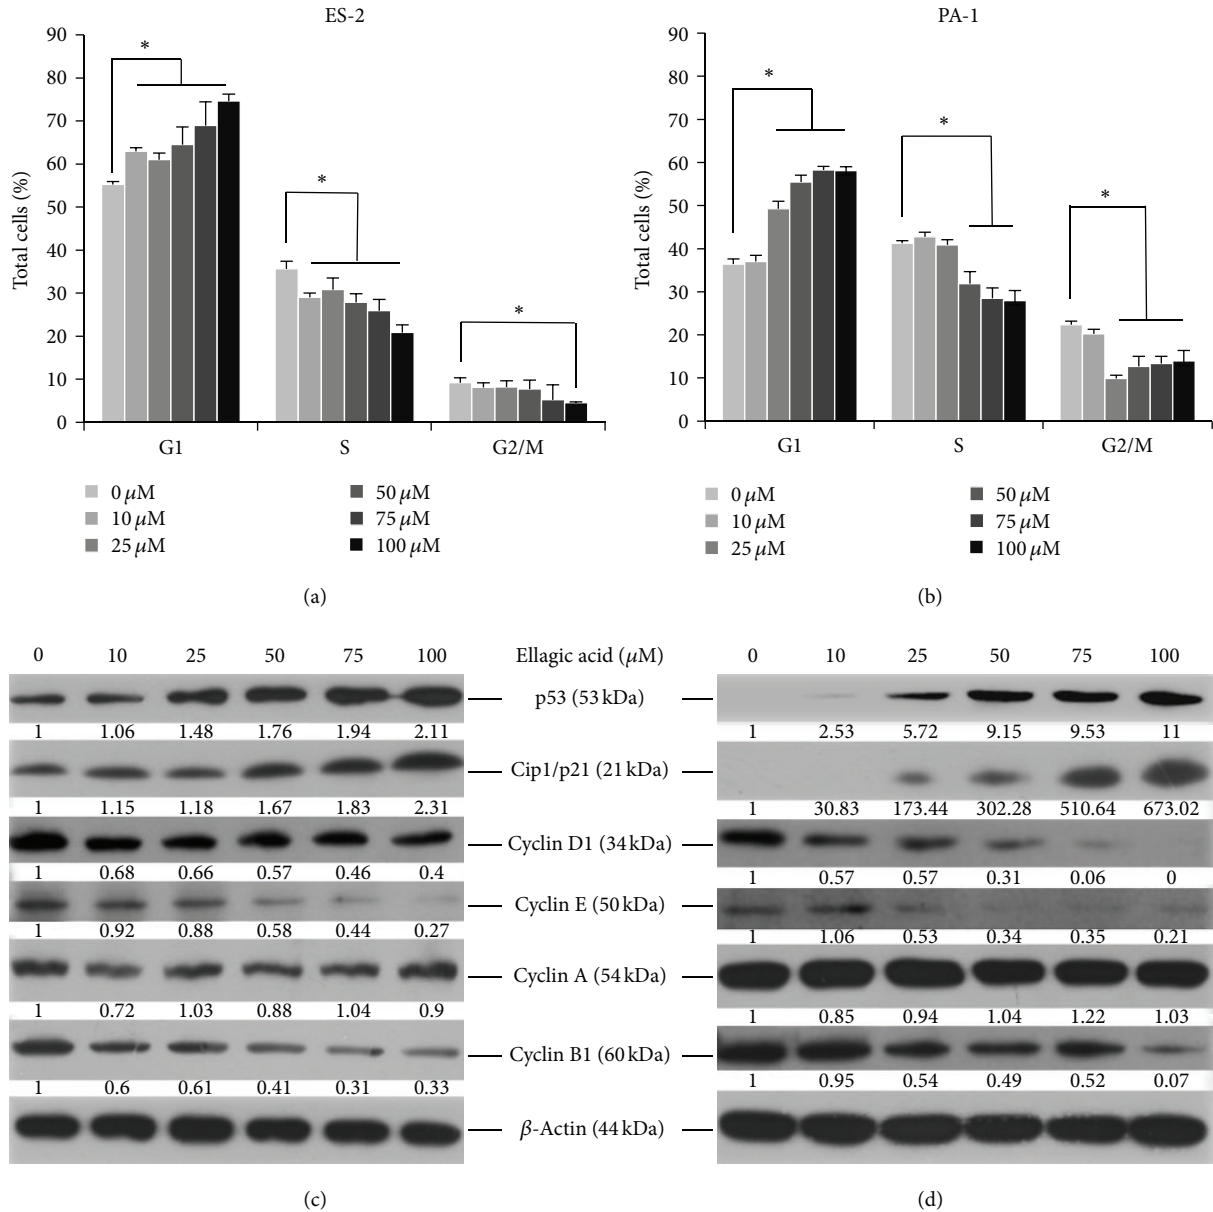 ES-2
Total cells (%)
90
80
70
60
50
40
30
20
10
0
*
*
*
G1 S G2/M
0 μM 50 μM
10 μM 75 μM
25 μM 100 μM
(a)
PA-1
Total cells (%)
90
80
70
60
50
40
30
20
10
0
*
*
*
G1 S G2/M
0 μM 50 μM
10 μM 75 μM
25 μM 100 μM
(b)
0 10 25 50 75 100 Ellagic acid (μM) 0 10 25 50 75 100
p53 (53 kDa)
1 1.06 1.48 1.76 1.94 2.11 1 2.53 5.72 9.15 9.53 11
Cip1/p21 (21 kDa)
1 1.15 1.18 1.67 1.83 2.31 1 30.83 173.44 302.28 510.64 673.02
Cyclin D1 (34 kDa)
1 0.68 0.66 0.57 0.46 0.4 1 0.57 0.57 0.31 0.06 0
Cyclin E (50 kDa)
1 0.92 0.88 0.58 0.44 0.27 1 1.06 0.53 0.34 0.35 0.21
Cyclin A (54 kDa)
1 0.72 1.03 0.88 1.04 0.9 1 0.85 0.94 1.04 1.22 1.03
Cyclin B1 (60 kDa)
1 0.6 0.61 0.41 0.31 0.33 1 0.95 0.54 0.49 0.52 0.07
β-Actin (44 kDa)
(c) (d)